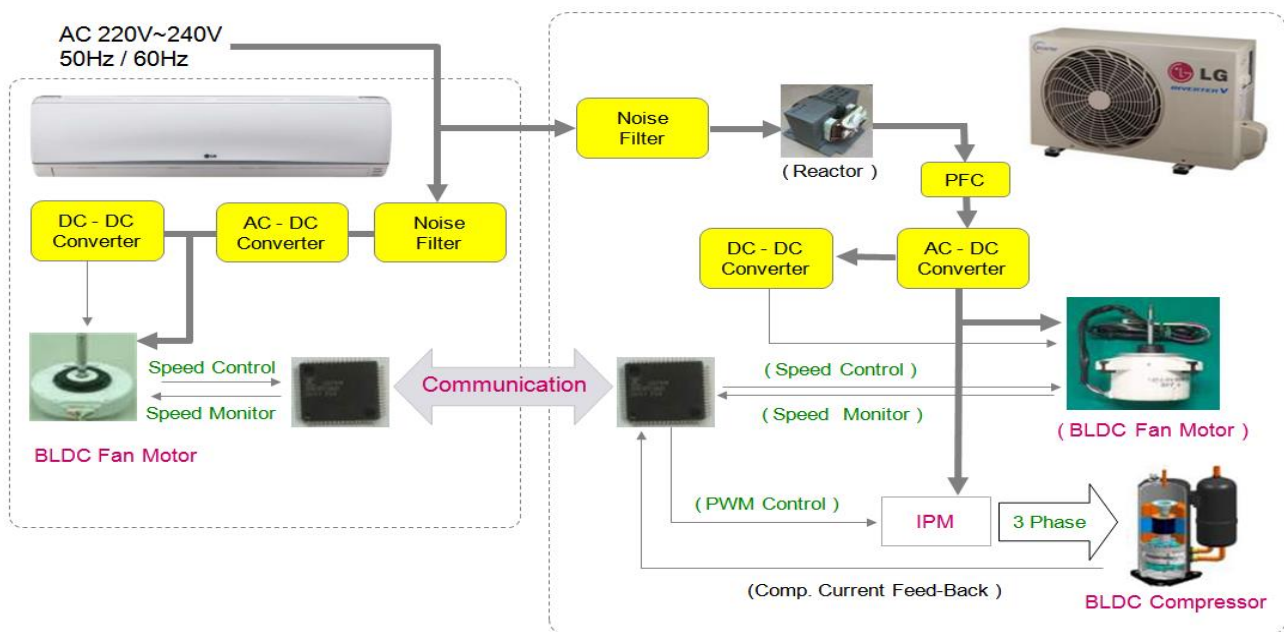 AC 220V~240V
50Hz / 60Hz
LG
INVERTER V
Noise
Filter
( Reactor )
PFC
DC - DC
Converter
AC - DC
Converter
Noise
Filter
DC - DC
Converter
AC - DC
Converter
Speed Control
Speed Monitor
Communication
( Speed Control )
( Speed Monitor )
BLDC Fan Motor
( BLDC Fan Motor )
( PWM Control )
IPM
3 Phase
(Comp. Current Feed-Back )
BLDC Compressor